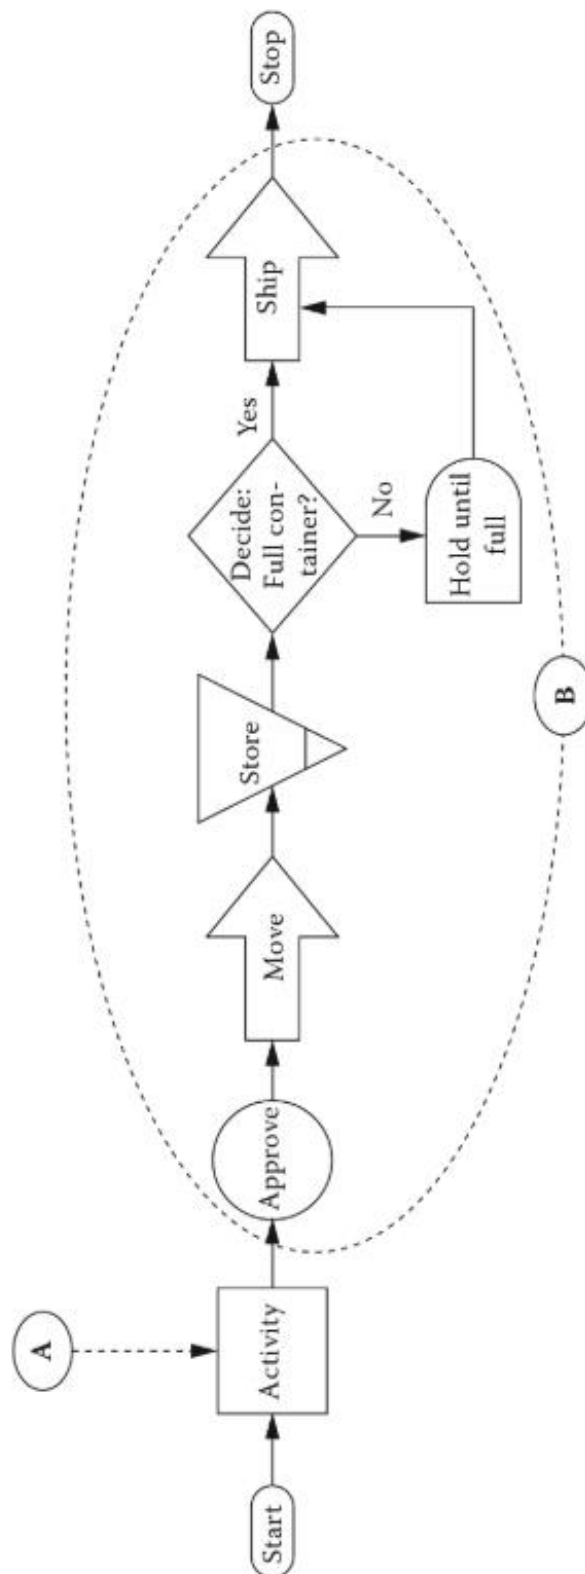 A
Start
Activity
Approve
Move
Store
Decide:
Full con-
tainer?
Yes
Ship
Stop
No
Hold until
full
B